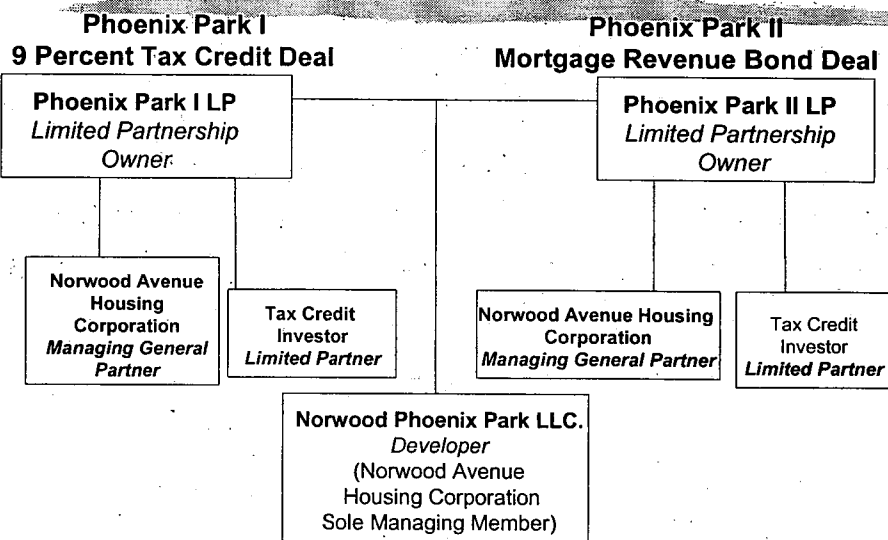 Phoenix Park I
9 Percent Tax Credit Deal
Phoenix Park I LP
Limited Partnership
Owner
Norwood Avenue
Housing
Corporation
Managing General
Partner
Tax Credit
Investor
Limited Partner
Phoenix Park II
Mortgage Revenue Bond Deal
Phoenix Park II LP
Limited Partnership
Owner
Norwood Avenue Housing
Corporation
Managing General Partner
Tax Credit
Investor
Limited Partner
Norwood Phoenix Park LLC.
Developer
(Norwood Avenue
Housing Corporation
Sole Managing Member)